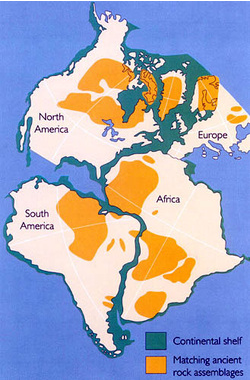 North
America
Europe
Africa
South
America
Continental shelf
Matching ancient
rock assemblages